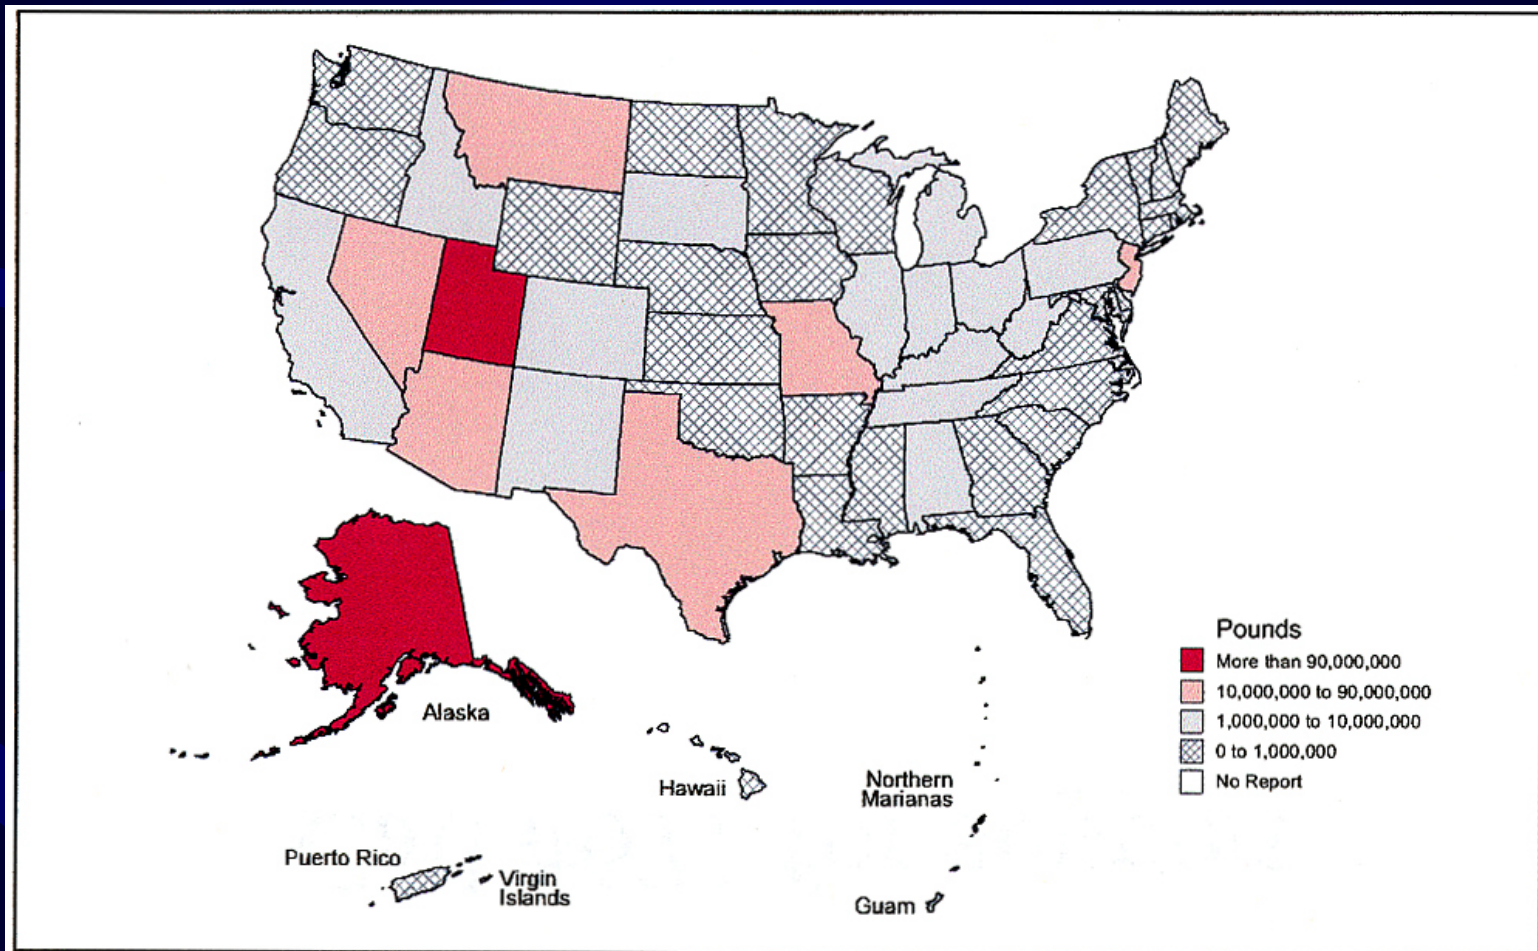 Pounds
More than 90,000,000
10,000,000 to 90,000,000
1,000,000 to 10,000,000
0 to 1,000,000
No Report
Alaska
Hawaii
Northern
Marianas
Puerto Rico
Virgin
Islands
Guam